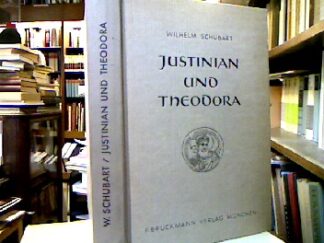 WILHELM SCHUBART
JUSTINIAN
UND
THEODORA
F. BRUCKMANN VERLAG MÜNCHEN
W. SCHUBART / JUSTINIAN UND THEODORA